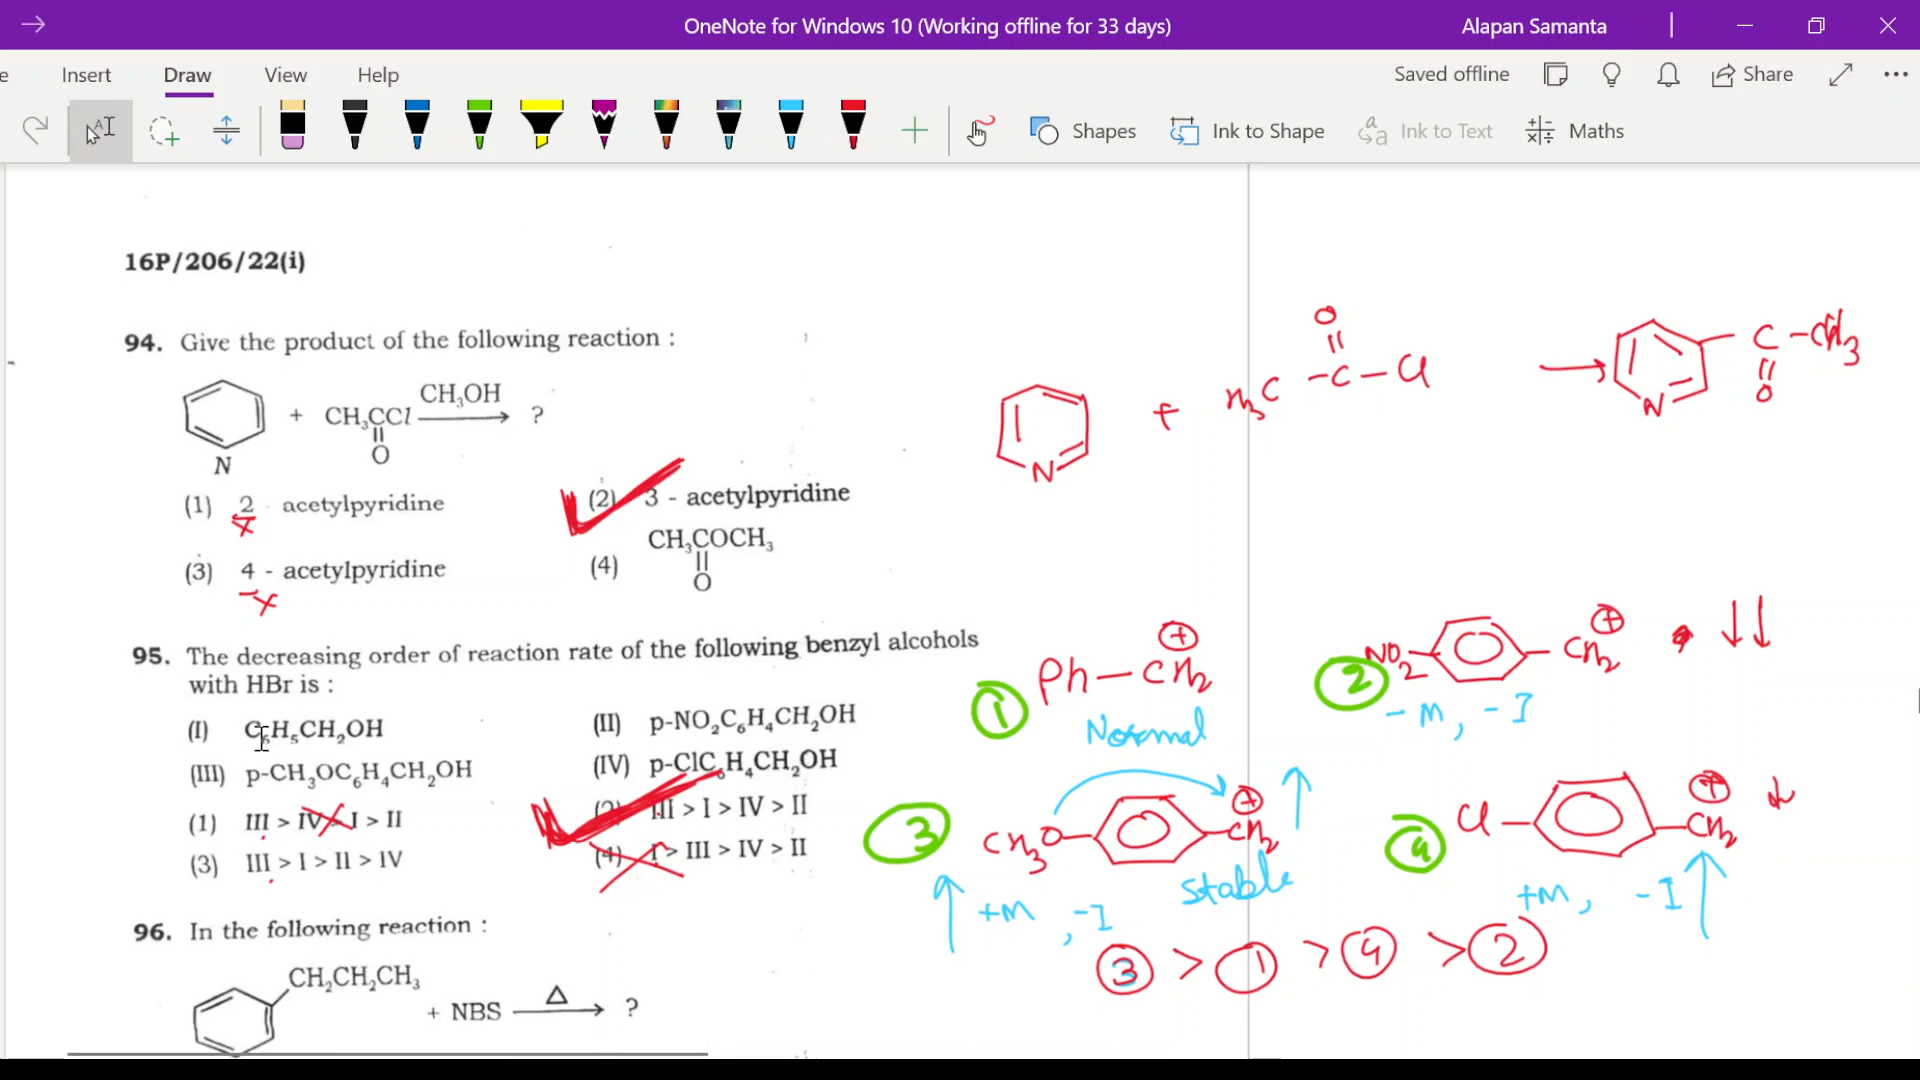 OneNote for Windows 10 (Working offline for 33 days)
Alapan Samanta
e Insert Draw View Help
Saved offline Share
Shapes Ink to Shape Ink to Text Maths
16P/206/22(i)
94. Give the product of the following reaction :
N + CH₃CCl CH₃OH ?
O
(1) 2 - acetylpyridine (2) 3 - acetylpyridine
(3) 4 - acetylpyridine (4) CH₃COCH₃
O
N + H₃C - C - Cl → N - C - CH₃
O O
95. The decreasing order of reaction rate of the following benzyl alcohols
with HBr is :
(I) C₆H₅CH₂OH (II) p-NO₂C₆H₄CH₂OH
(III) p-CH₃OC₆H₄CH₂OH (IV) p-ClC₆H₄CH₂OH
(1) III > IV > I > II (2) III > I > IV > II
(3) III > I > II > IV (4) I > III > IV > II
1 Ph - CH₂ +
Normal
2 NO₂ - CH₂ + ↓↓
- M, - I
3 CH₃O - CH₂ + ↑
↑ +M, -I Stable
4 Cl - CH₂ + ↓
+M, - I ↑
3 > 1 > 4 > 2
96. In the following reaction :
CH₂CH₂CH₃
+ NBS △ → ?